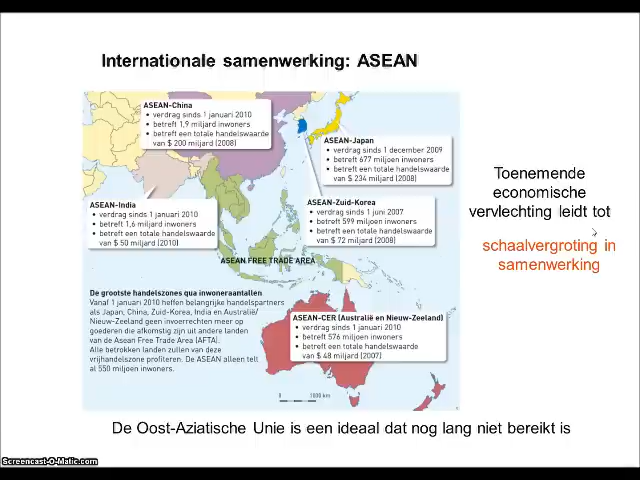 Internationale samenwerking: ASEAN
ASEAN-China
• verdrag sinds 1 januari 2010
• betreft 1,9 miljard inwoners
• betreft een totale handelswaarde
van $ 200 miljard (2008)
ASEAN-Japan
• verdrag sinds 1 december 2009
• betreft 677 miljoen inwoners
• betreft een totale handelswaarde
van $ 234 miljard (2008)
ASEAN-India
• verdrag sinds 1 januari 2010
• betreft 1,6 miljard inwoners
• betreft een totale handelswaarde
van $ 50 miljard (2010)
ASEAN-Zuid-Korea
• verdrag sinds 1 juni 2007
• betreft 599 miljoen inwoners
• betreft een totale handelswaarde
van $ 72 miljard (2008)
ASEAN FREE TRADE AREA
De grootste handelszones qua inwoneraantallen
Vanaf 1 januari 2010 heffen belangrijke handelspartners
als Japan, China, Zuid-Korea, India en Australië/
Nieuw-Zeeland geen invoerrechten meer op
goederen die afkomstig zijn uit andere landen
van de Asean Free Trade Area (AFTA).
Alle betrokken landen zullen van deze
vrijhandelszone profiteren. De ASEAN alleen telt
al 550 miljoen inwoners.
ASEAN-CER (Australië en Nieuw-Zeeland)
• verdrag sinds 1 januari 2010
• betreft 576 miljoen inwoners
• betreft een totale handelswaarde
van $ 48 miljard (2007)
0 1000 km
Toenemende
economische
vervlechting leidt tot
schaalvergroting in
samenwerking
De Oost-Aziatische Unie is een ideaal dat nog lang niet bereikt is
Screencast-O-Matic.com